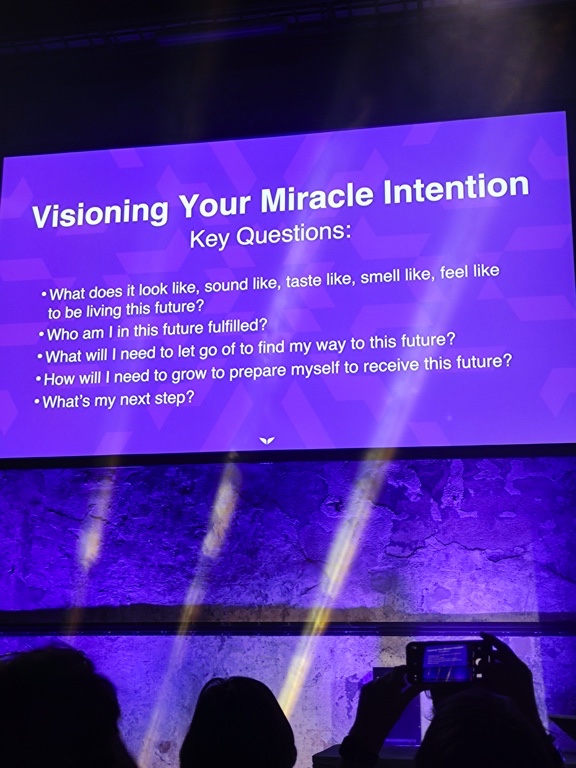 Visioning Your Miracle Intention
Key Questions:
• What does it look like, sound like, taste like, smell like, feel like
to be living this future?
• Who am I in this future fulfilled?
• What will I need to let go of to find my way to this future?
• How will I need to grow to prepare myself to receive this future?
• What's my next step?